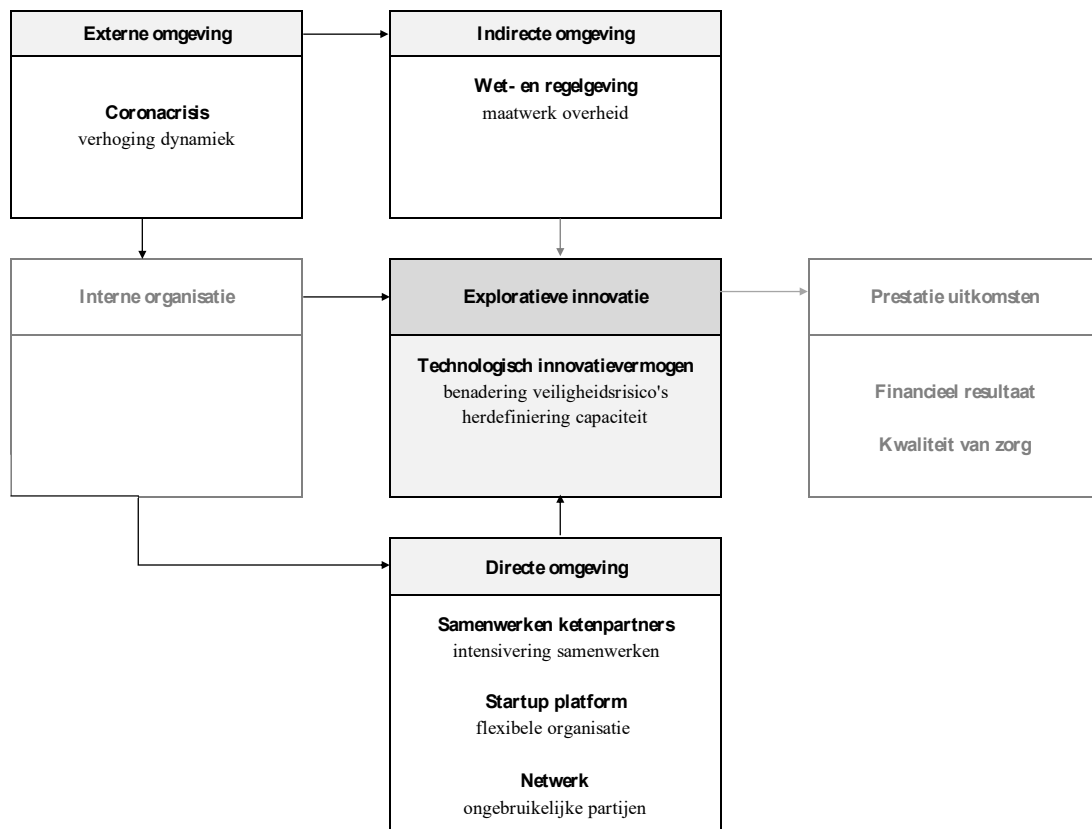 Externe omgeving
Coronacrisis
verhoging dynamiek
Indirecte omgeving
Wet- en regelgeving
maatwerk overheid
Interne organisatie
Exploratieve innovatie
Technologisch innovatievermogen
benadering veiligheidsrisico's
herdefiniering capaciteit
Prestatie uitkomsten
Financieel resultaat
Kwaliteit van zorg
Directe omgeving
Samenwerken ketenpartners
intensivering samenwerken
Startup platform
flexibele organisatie
Netwerk
ongebruikelijke partijen